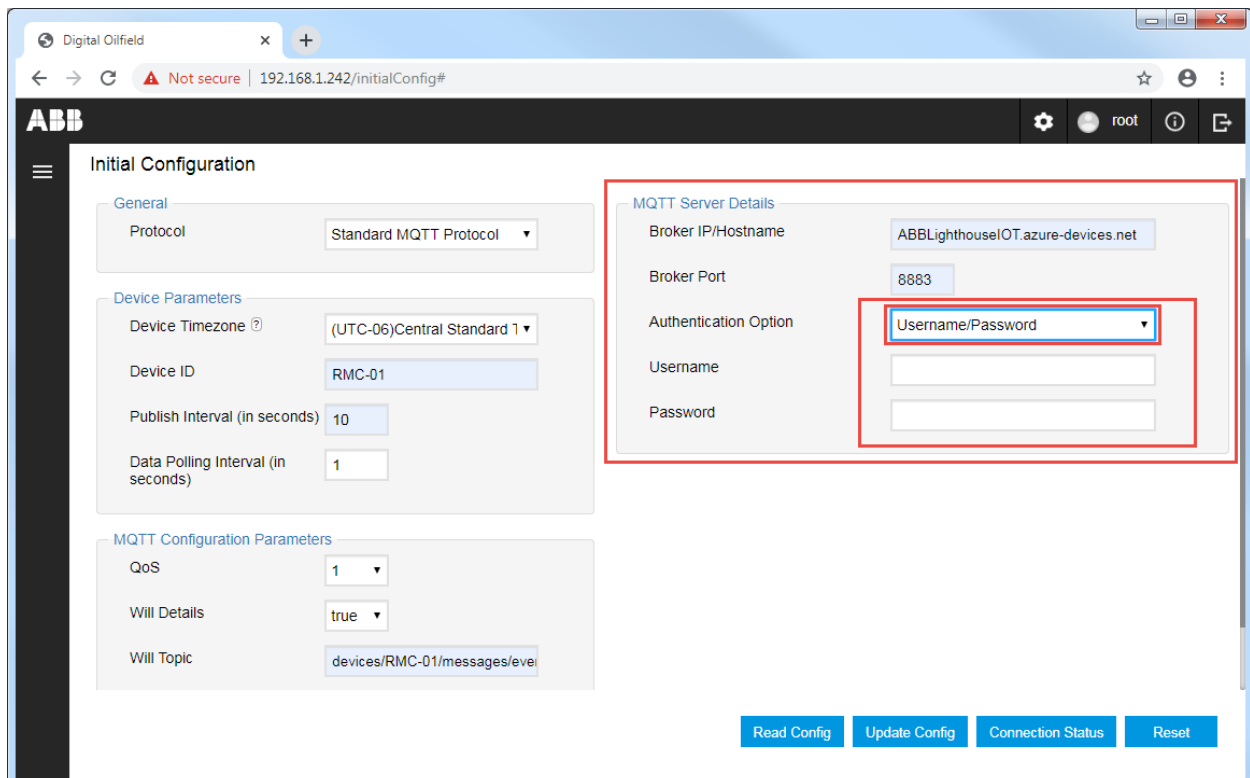 Digital Oilfield
Not secure | 192.168.1.242/initialConfig#
ABB
root
Initial Configuration
General
Protocol
Standard MQTT Protocol
Device Parameters
Device Timezone ?
(UTC-06)Central Standard T
Device ID
RMC-01
Publish Interval (in seconds)
10
Data Polling Interval (in
seconds)
1
MQTT Configuration Parameters
QoS
1
Will Details
true
Will Topic
devices/RMC-01/messages/eve
MQTT Server Details
Broker IP/Hostname
ABBLighthouseIOT.azure-devices.net
Broker Port
8883
Authentication Option
Username/Password
Username
Password
Read Config
Update Config
Connection Status
Reset